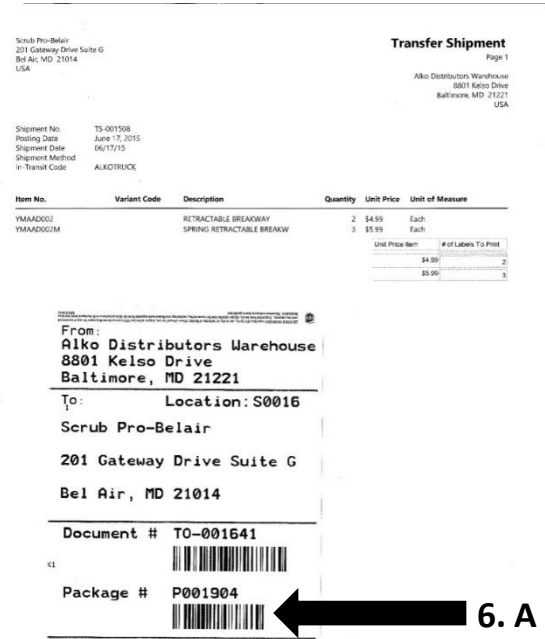 Scrub Pro-Belair
201 Gateway Drive Suite G
Bel Air, MD 21014
USA
Transfer Shipment
Page 1
Alko Distributors Warehouse
8801 Kelso Drive
Baltimore, MD 21221
USA
Shipment No. TS-001508
Posting Date June 17, 2015
Shipment Date 06/17/15
Shipment Method
In-Transit Code ALKOTRUCK
Item No. Variant Code Description Quantity Unit Price Unit of Measure
YMAAD002 RETRACTABLE BREAKWAY 2 $4.99 Each
YMAAD002M SPRING RETRACTABLE BREAKW 3 $5.99 Each
Unit Price Item # of Labels To Print
$4.99 2
$5.99 3
From:
Alko Distributors Warehouse
8801 Kelso Drive
Baltimore, MD 21221
To: Location: S0016
Scrub Pro-Belair
201 Gateway Drive Suite G
Bel Air, MD 21014
Document # TO-001641
Package # P001904
6. A